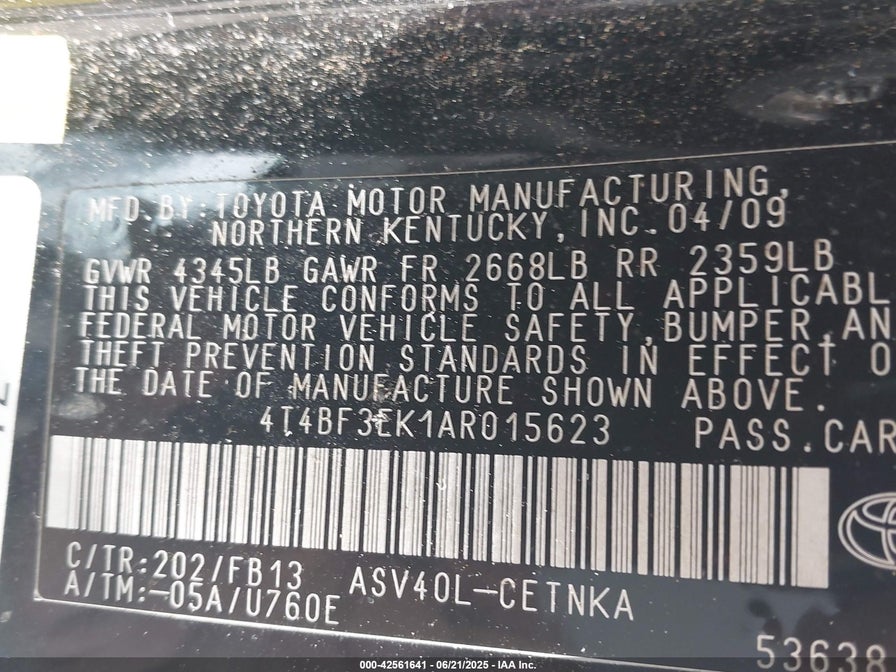 MFD.BY:TOYOTA MOTOR MANUFACTURING,
NORTHERN KENTUCKY, INC. 04/09
GVWR 4345LB GAWR FR 2668LB RR 2359LB
THIS VEHICLE CONFORMS TO ALL APPLICABL
FEDERAL MOTOR VEHICLE SAFETY, BUMPER AN
THEFT PREVENTION STANDARDS IN EFFECT O
THE DATE OF MANUFACTURE SHOWN ABOVE.
4T4BF3EK1AR015623 PASS.CAR
C/TR:202/FB13 ASV40L-CETNKA
A/TM:-05A/U760E
53638
000-42561641 - 06/21/2025 - IAA Inc.